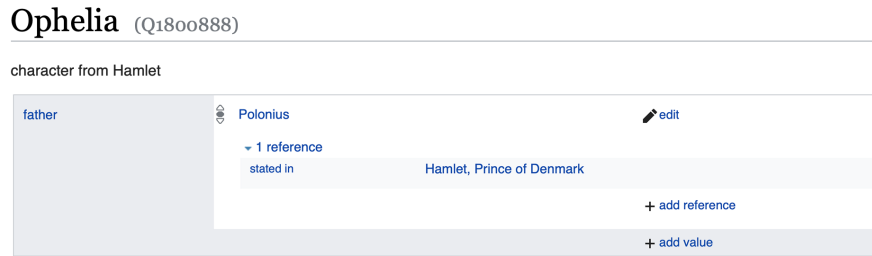 Ophelia (Q1800888)
character from Hamlet
father Polonius edit
1 reference
stated in Hamlet, Prince of Denmark
+ add reference
+ add value